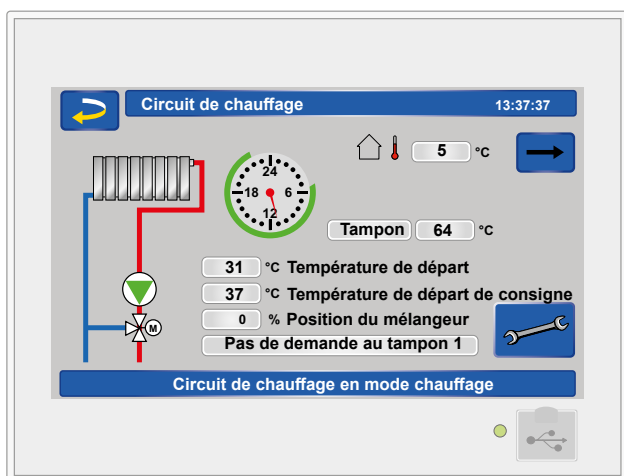 Circuit de chauffage 13:37:37
5 °C
24
18 6
12
Tampon 64 °C
31 °C Température de départ
37 °C Température de départ de consigne
0 % Position du mélangeur
M
Pas de demande au tampon 1
Circuit de chauffage en mode chauffage